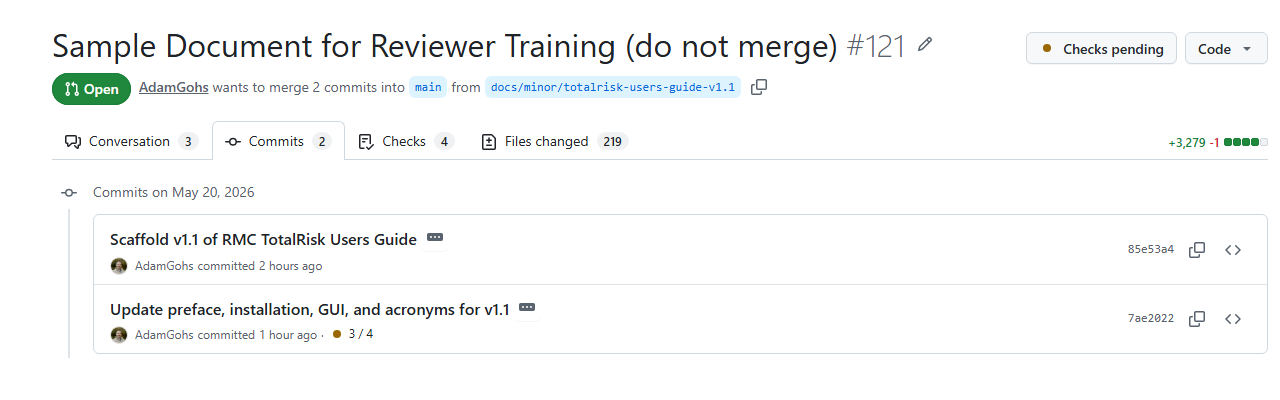 Sample Document for Reviewer Training (do not merge) #121
Checks pending
Code
Open
AdamGohs wants to merge 2 commits into main from docs/minor/totalrisk-users-guide-v1.1
Conversation 3
Commits 2
Checks 4
Files changed 219
+3,279 -1
Commits on May 20, 2026
Scaffold v1.1 of RMC TotalRisk Users Guide
85e53a4
AdamGohs committed 2 hours ago
Update preface, installation, GUI, and acronyms for v1.1
7ae2022
AdamGohs committed 1 hour ago · 3 / 4